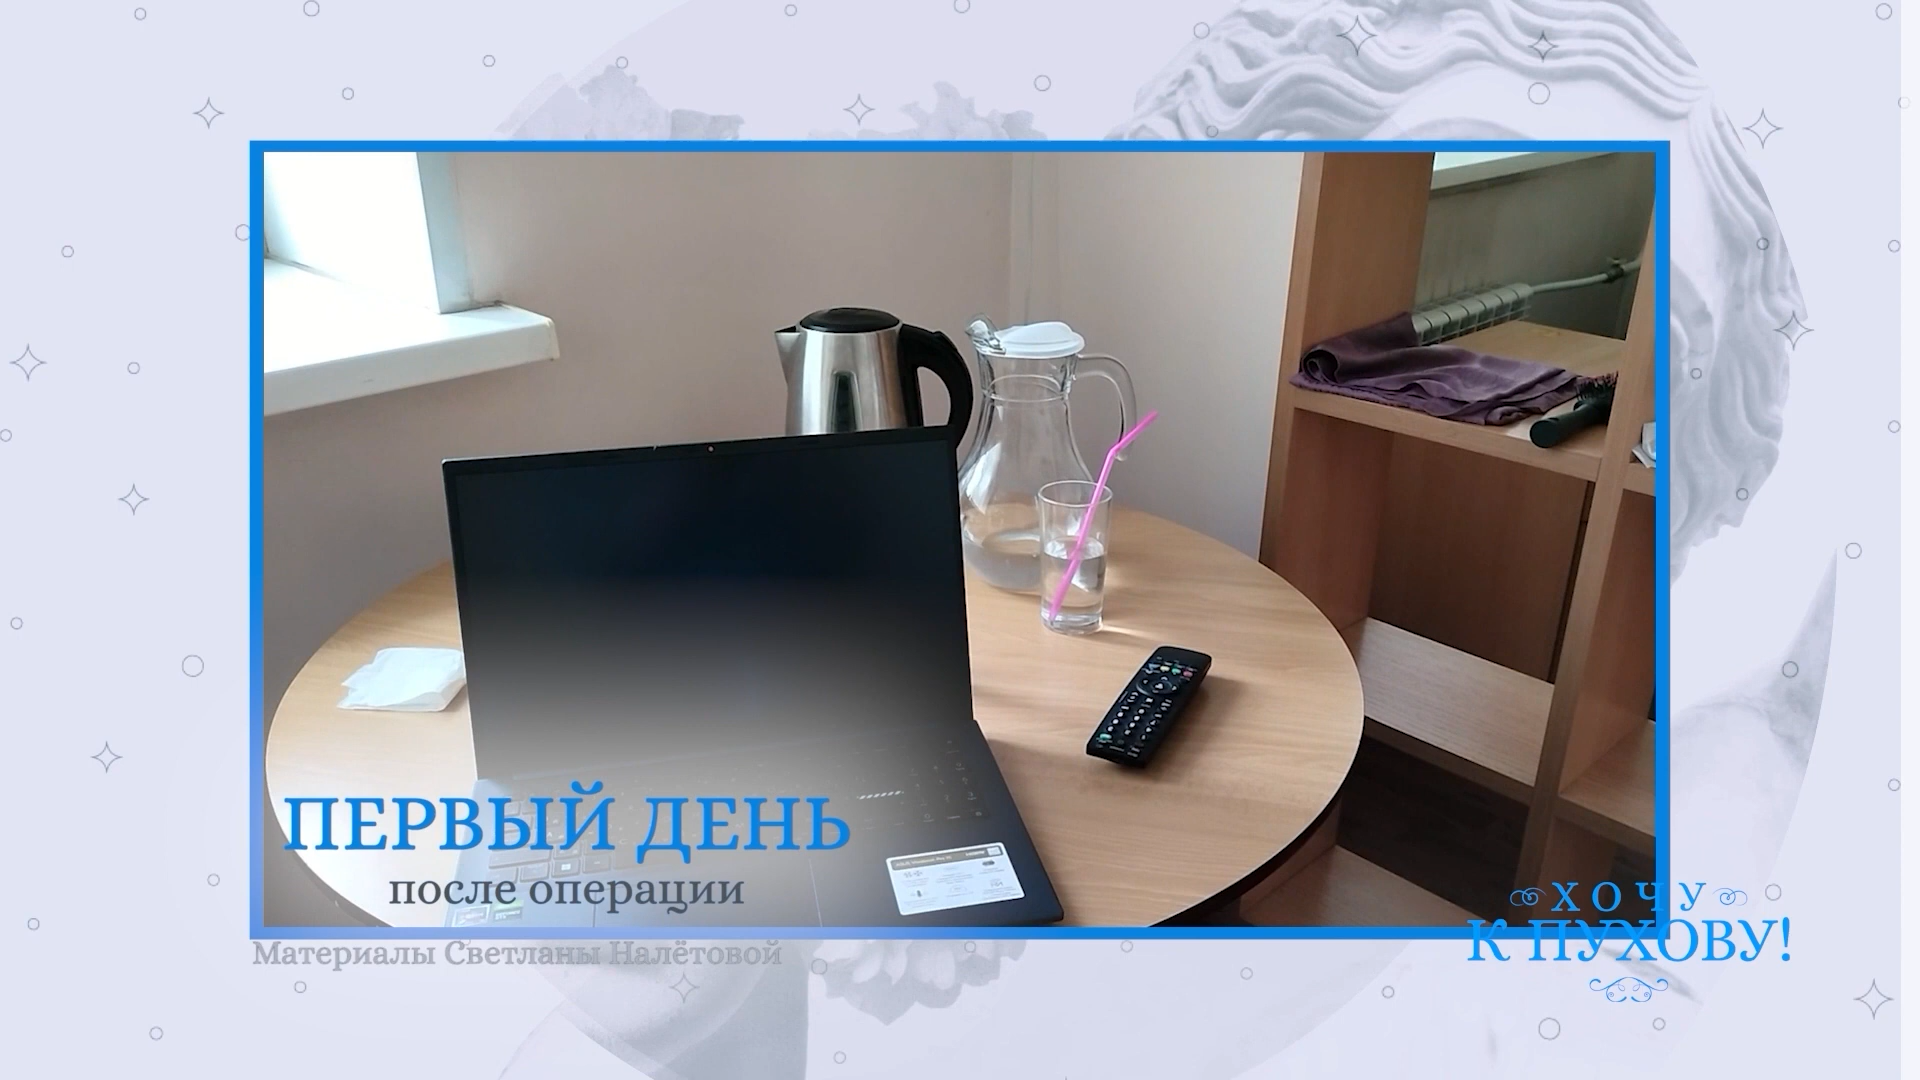 ПЕРВЫЙ ДЕНЬ
после операции
Материалы Светланы Налётовой
ХОЧУ
К ПУХОВУ!